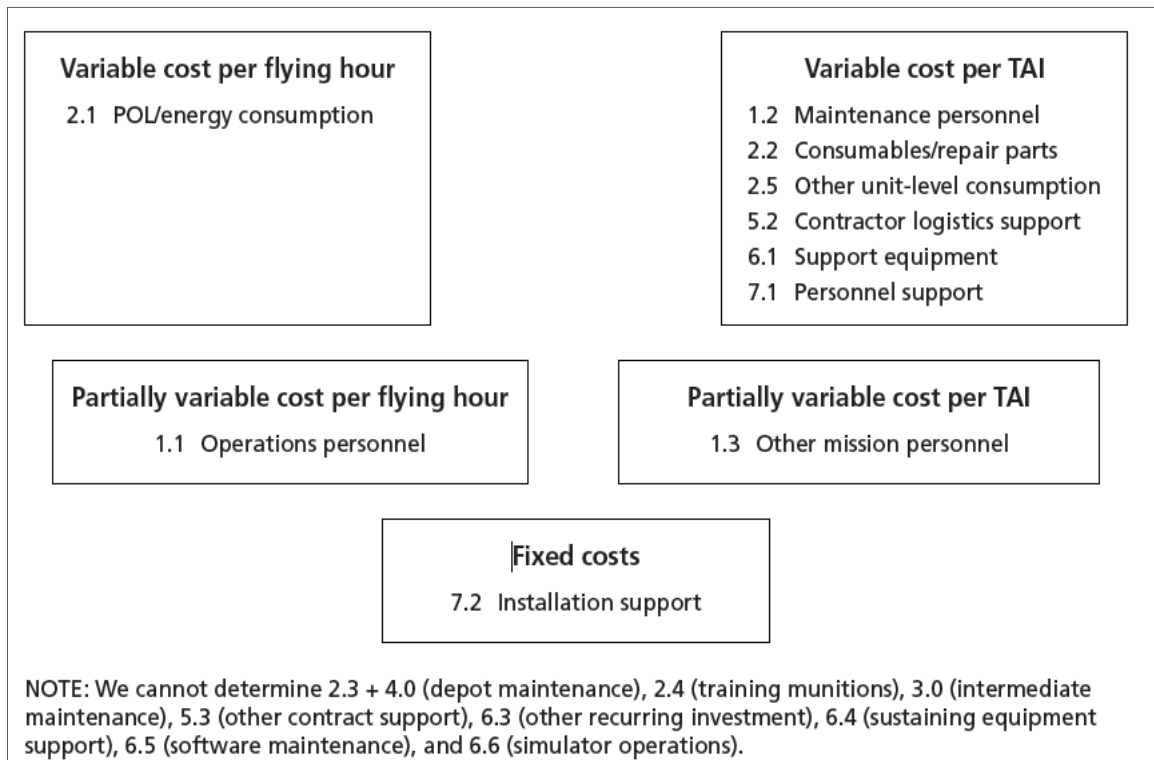 Variable cost per flying hour
2.1 POL/energy consumption
Variable cost per TAI
1.2 Maintenance personnel
2.2 Consumables/repair parts
2.5 Other unit-level consumption
5.2 Contractor logistics support
6.1 Support equipment
7.1 Personnel support
Partially variable cost per flying hour
1.1 Operations personnel
Partially variable cost per TAI
1.3 Other mission personnel
Fixed costs
7.2 Installation support
NOTE: We cannot determine 2.3 + 4.0 (depot maintenance), 2.4 (training munitions), 3.0 (intermediate
maintenance), 5.3 (other contract support), 6.3 (other recurring investment), 6.4 (sustaining equipment
support), 6.5 (software maintenance), and 6.6 (simulator operations).